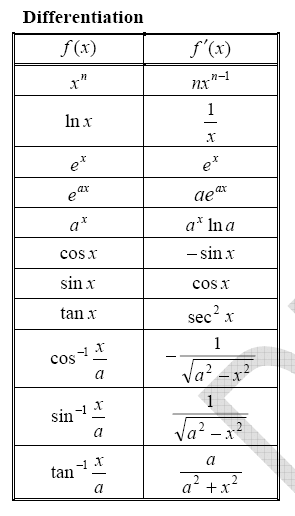 Differentiation
f(x) f′(x)
xⁿ nxⁿ⁻¹
ln x 1/x
eˣ eˣ
eᵃˣ aeᵃˣ
aˣ aˣ ln a
cos x − sin x
sin x cos x
tan x sec² x
cos⁻¹ x/a −1/√(a² − x²)
sin⁻¹ x/a 1/√(a² − x²)
tan⁻¹ x/a a/(a² + x²)